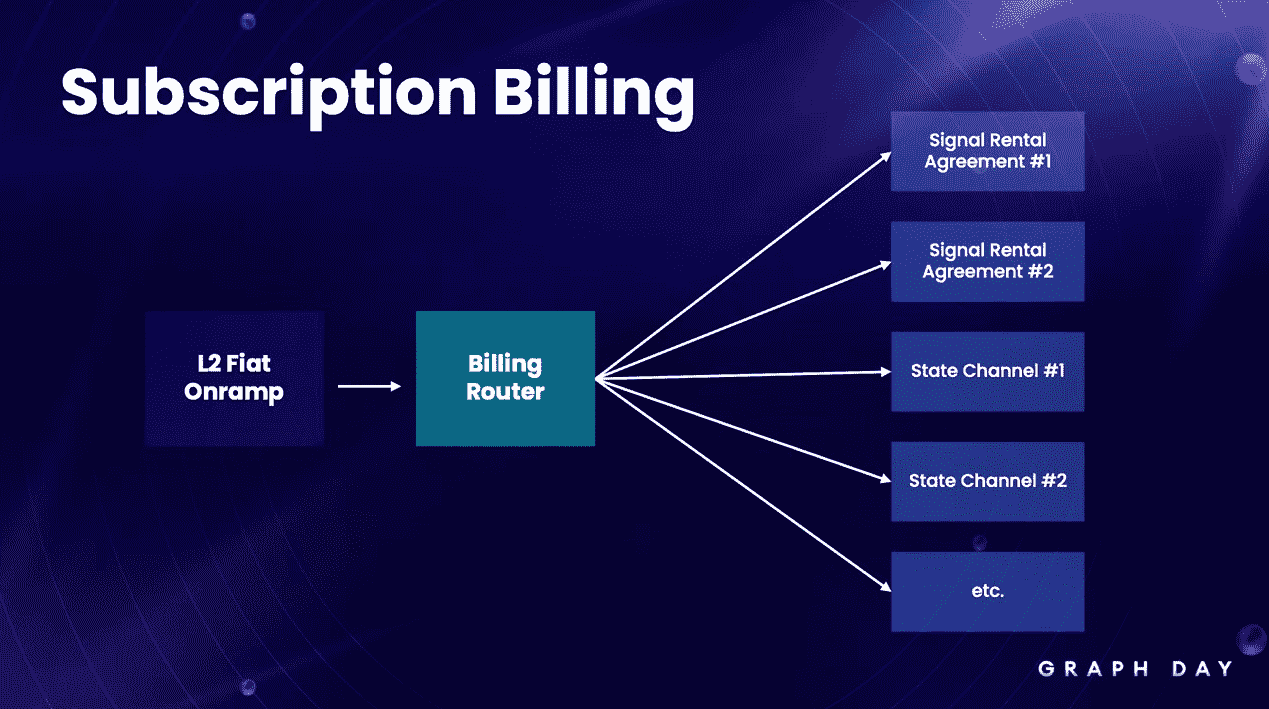 Subscription Billing
Signal Rental
Agreement #1
Signal Rental
Agreement #2
L2 Fiat
Onramp
Billing
Router
State Channel #1
State Channel #2
etc.
GRAPH DAY